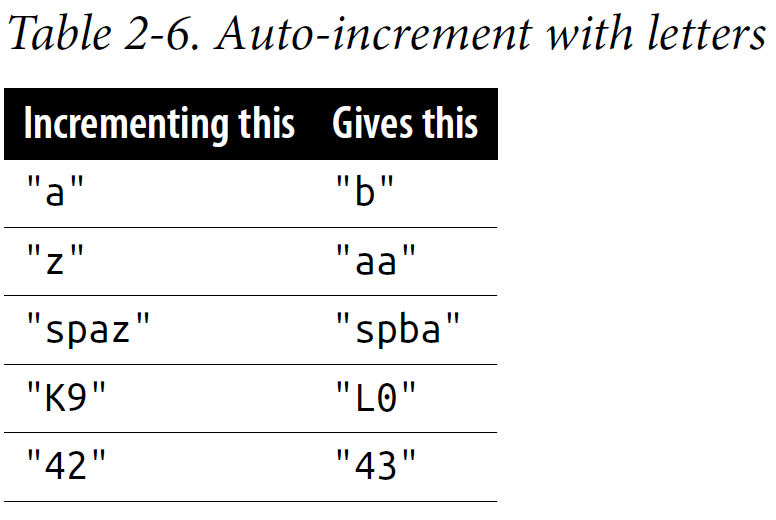 Table 2-6. Auto-increment with letters
Incrementing this Gives this
"a" "b"
"z" "aa"
"spaz" "spba"
"K9" "L0"
"42" "43"